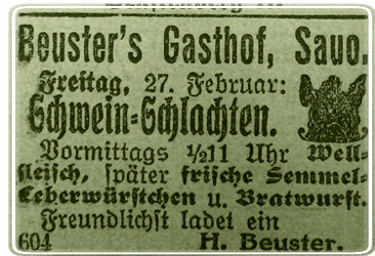 Beuster's Gasthof, Sauo.
Freitag, 27. Februar:
Schwein-Schlachten.
Vormittags ½11 Uhr Well-
fleisch, später frische Semmel-
Leberwürstchen u. Bratwurst.
Freundlichst ladet ein
604 H. Beuster.